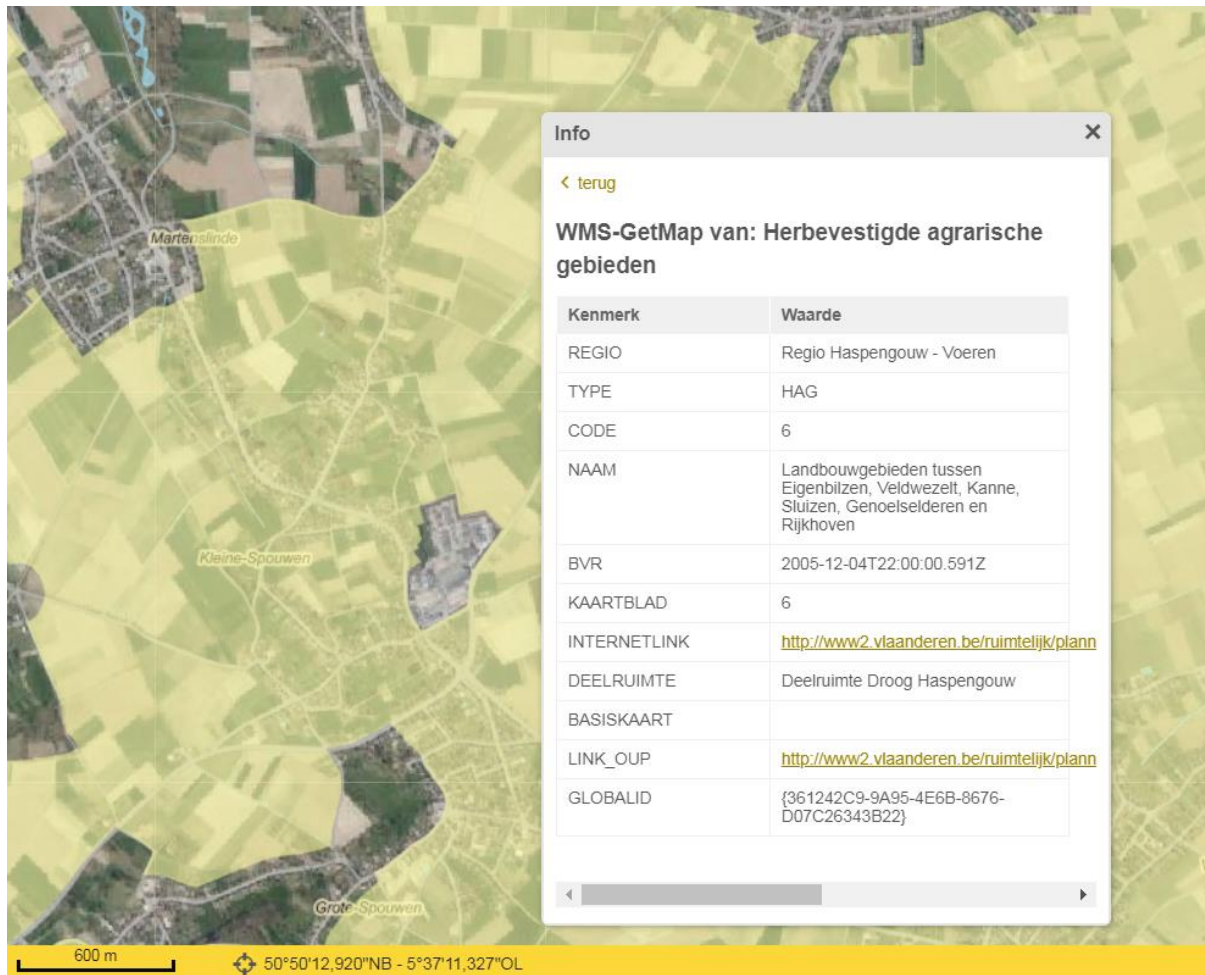 Info ×
< terug
WMS-GetMap van: Herbevestigde agrarische
gebieden
Kenmerk Waarde
REGIO Regio Haspengouw - Voeren
TYPE HAG
CODE 6
NAAM Landbouwgebieden tussen
Eigenbilzen, Veldwezelt, Kanne,
Sluizen, Genoelselderen en
Rijkhoven
BVR 2005-12-04T22:00:00.591Z
KAARTBLAD 6
INTERNETLINK http://www2.vlaanderen.be/ruimtelijk/plann
DEELRUIMTE Deelruimte Droog Haspengouw
BASISKAART
LINK_OUP http://www2.vlaanderen.be/ruimtelijk/plann
GLOBALID {361242C9-9A95-4E6B-8676-
D07C26343B22}
Martenslinde
Kleine-Spouwen
Grote-Spouwen
600 m 50°50'12,920"NB - 5°37'11,327"OL